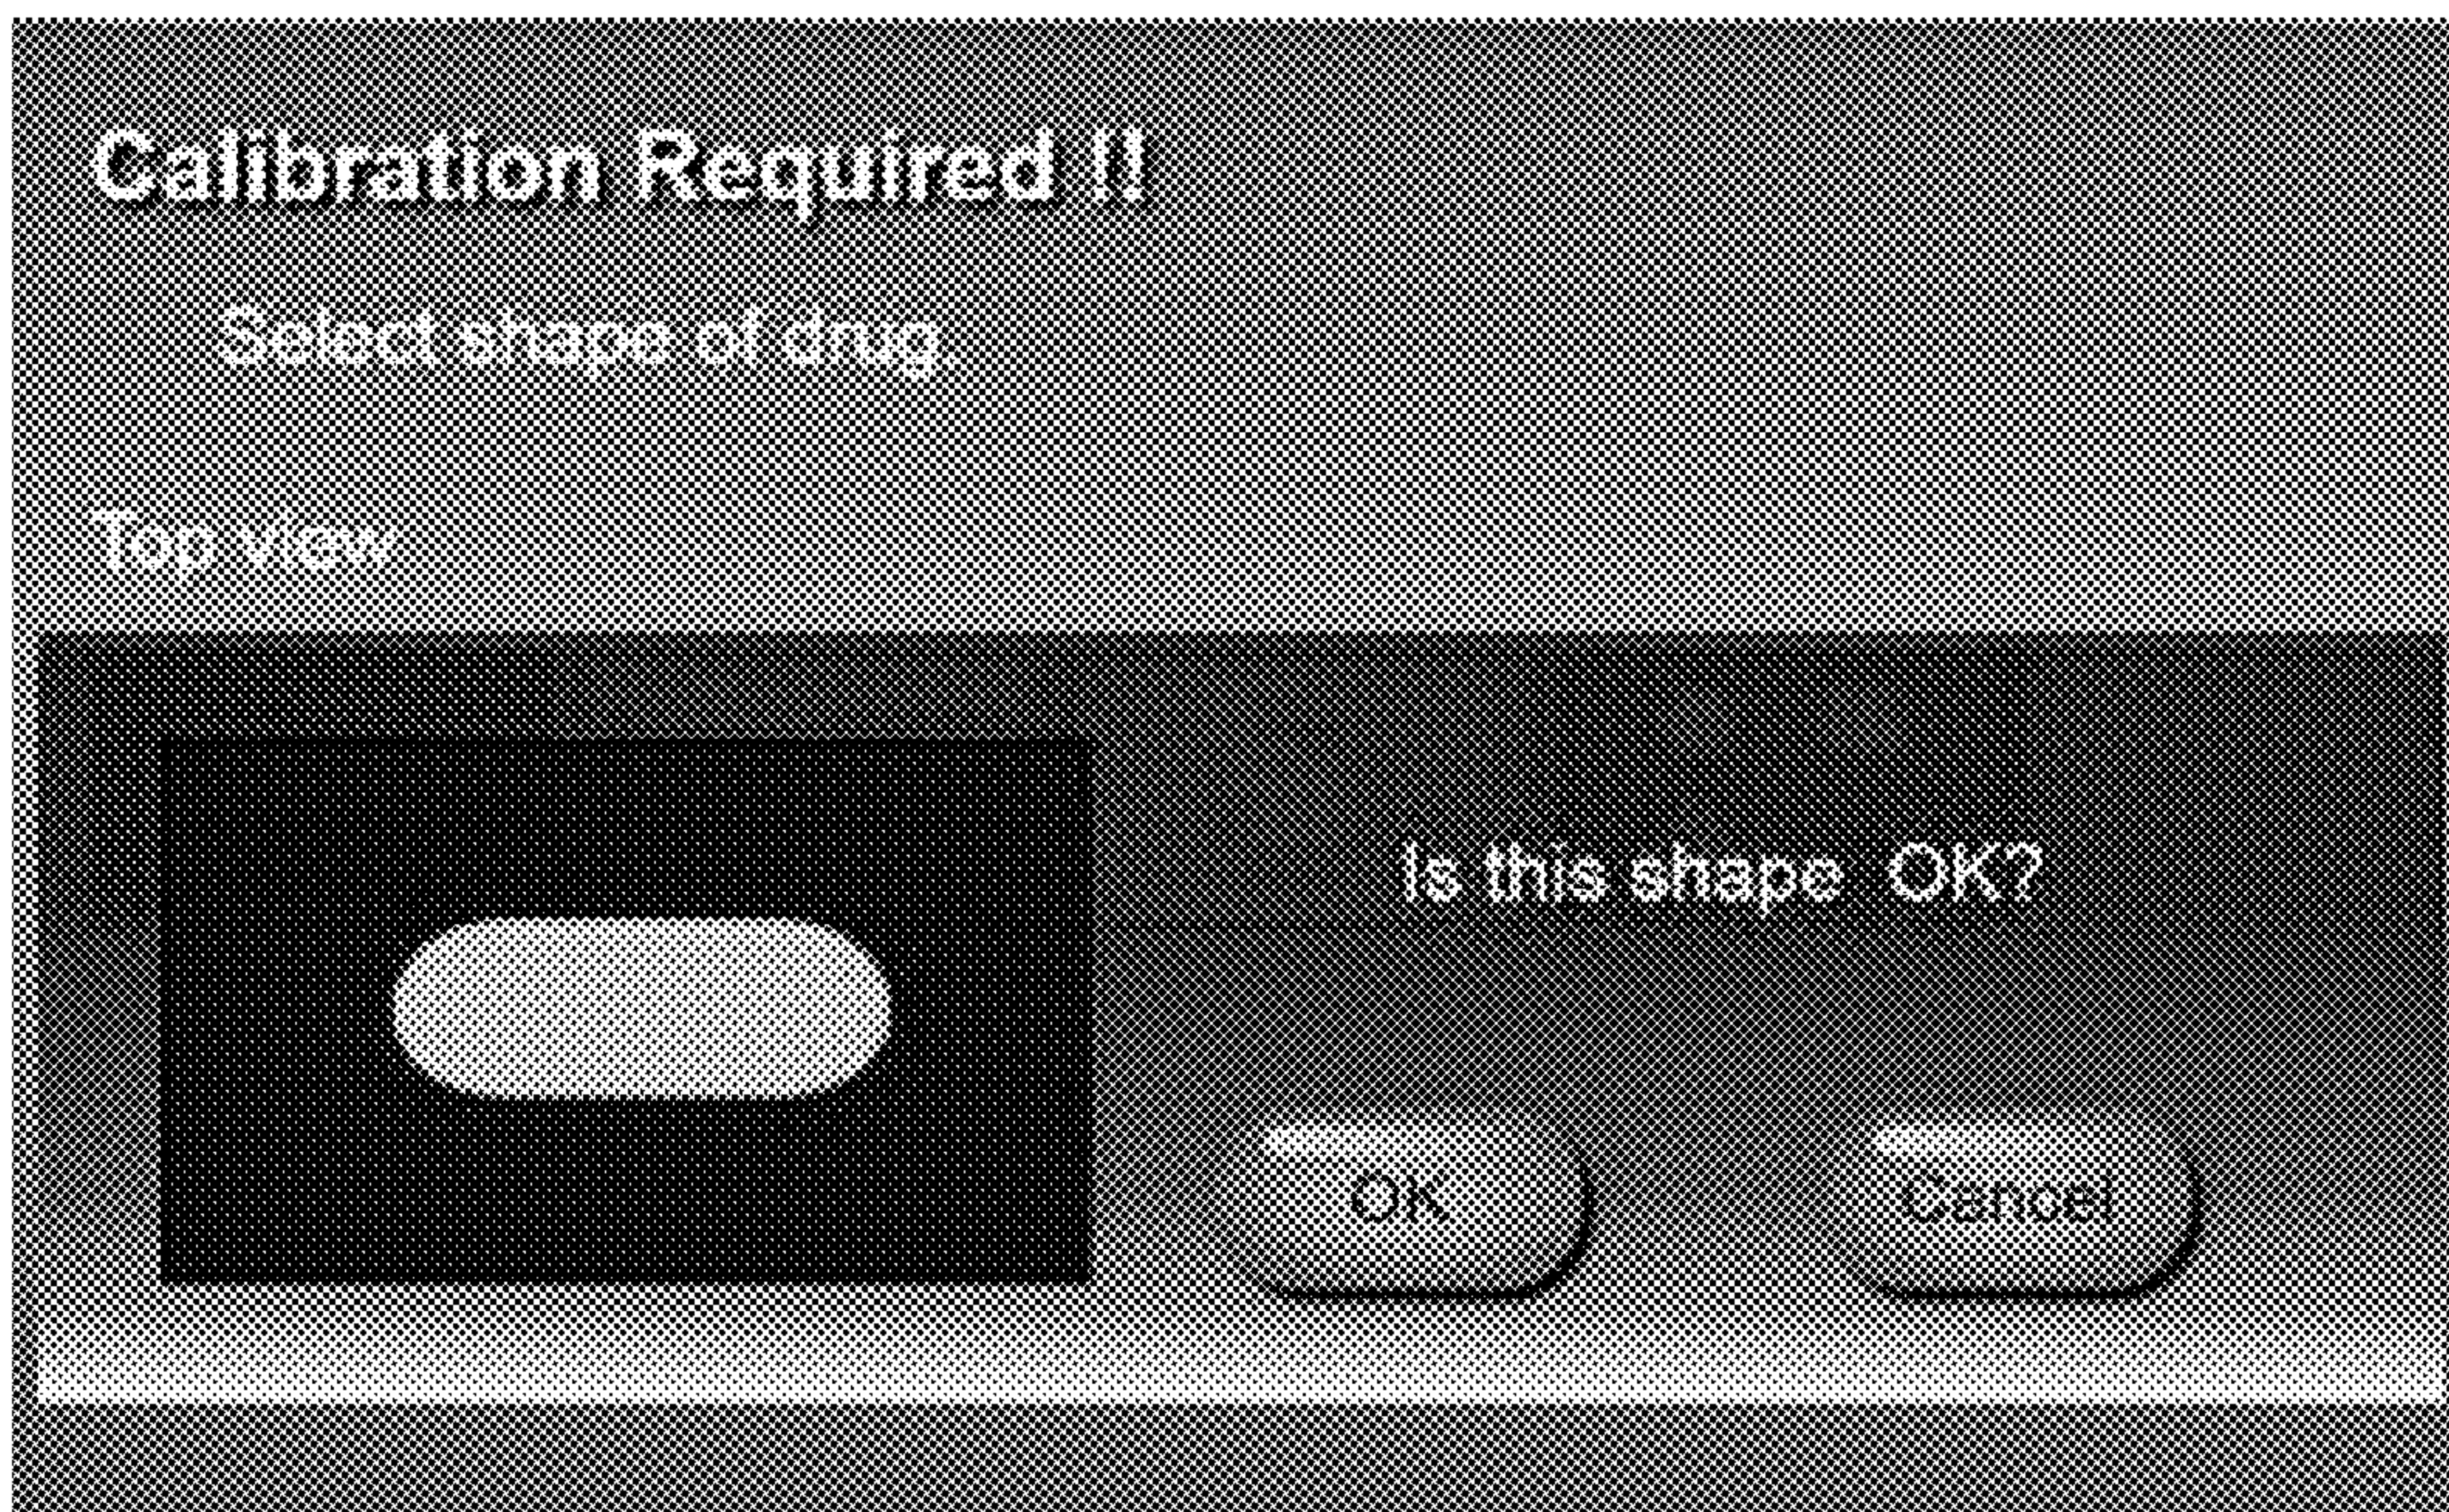 Calibration Required !!
Select shape of drug.
Top view
Is this shape OK?
OK
Cancel